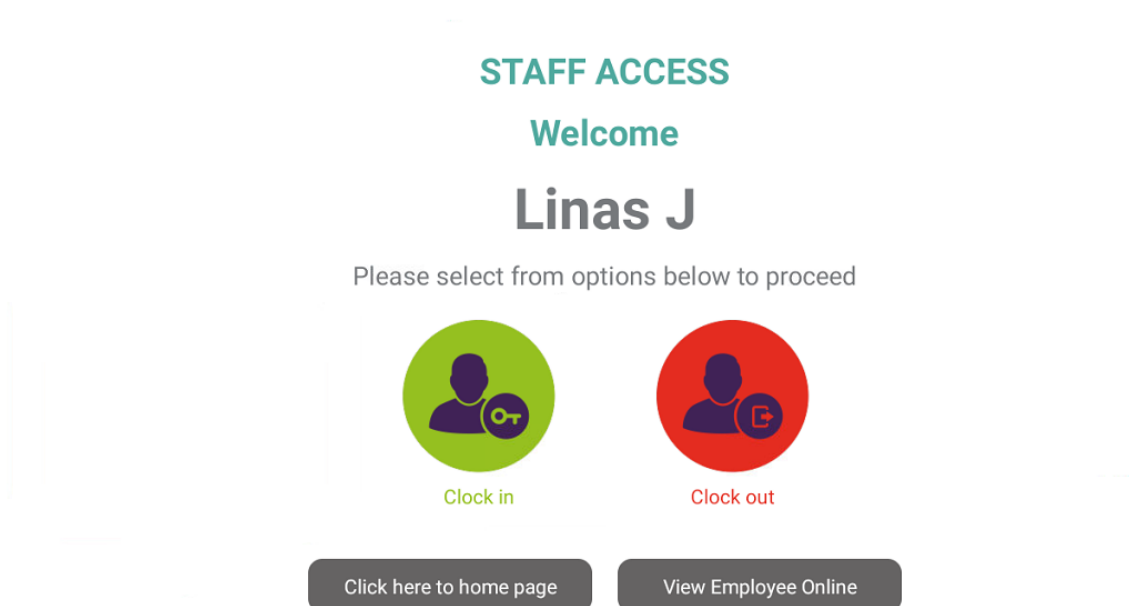 STAFF ACCESS
Welcome
Linas J
Please select from options below to proceed
Clock in
Clock out
Click here to home page
View Employee Online